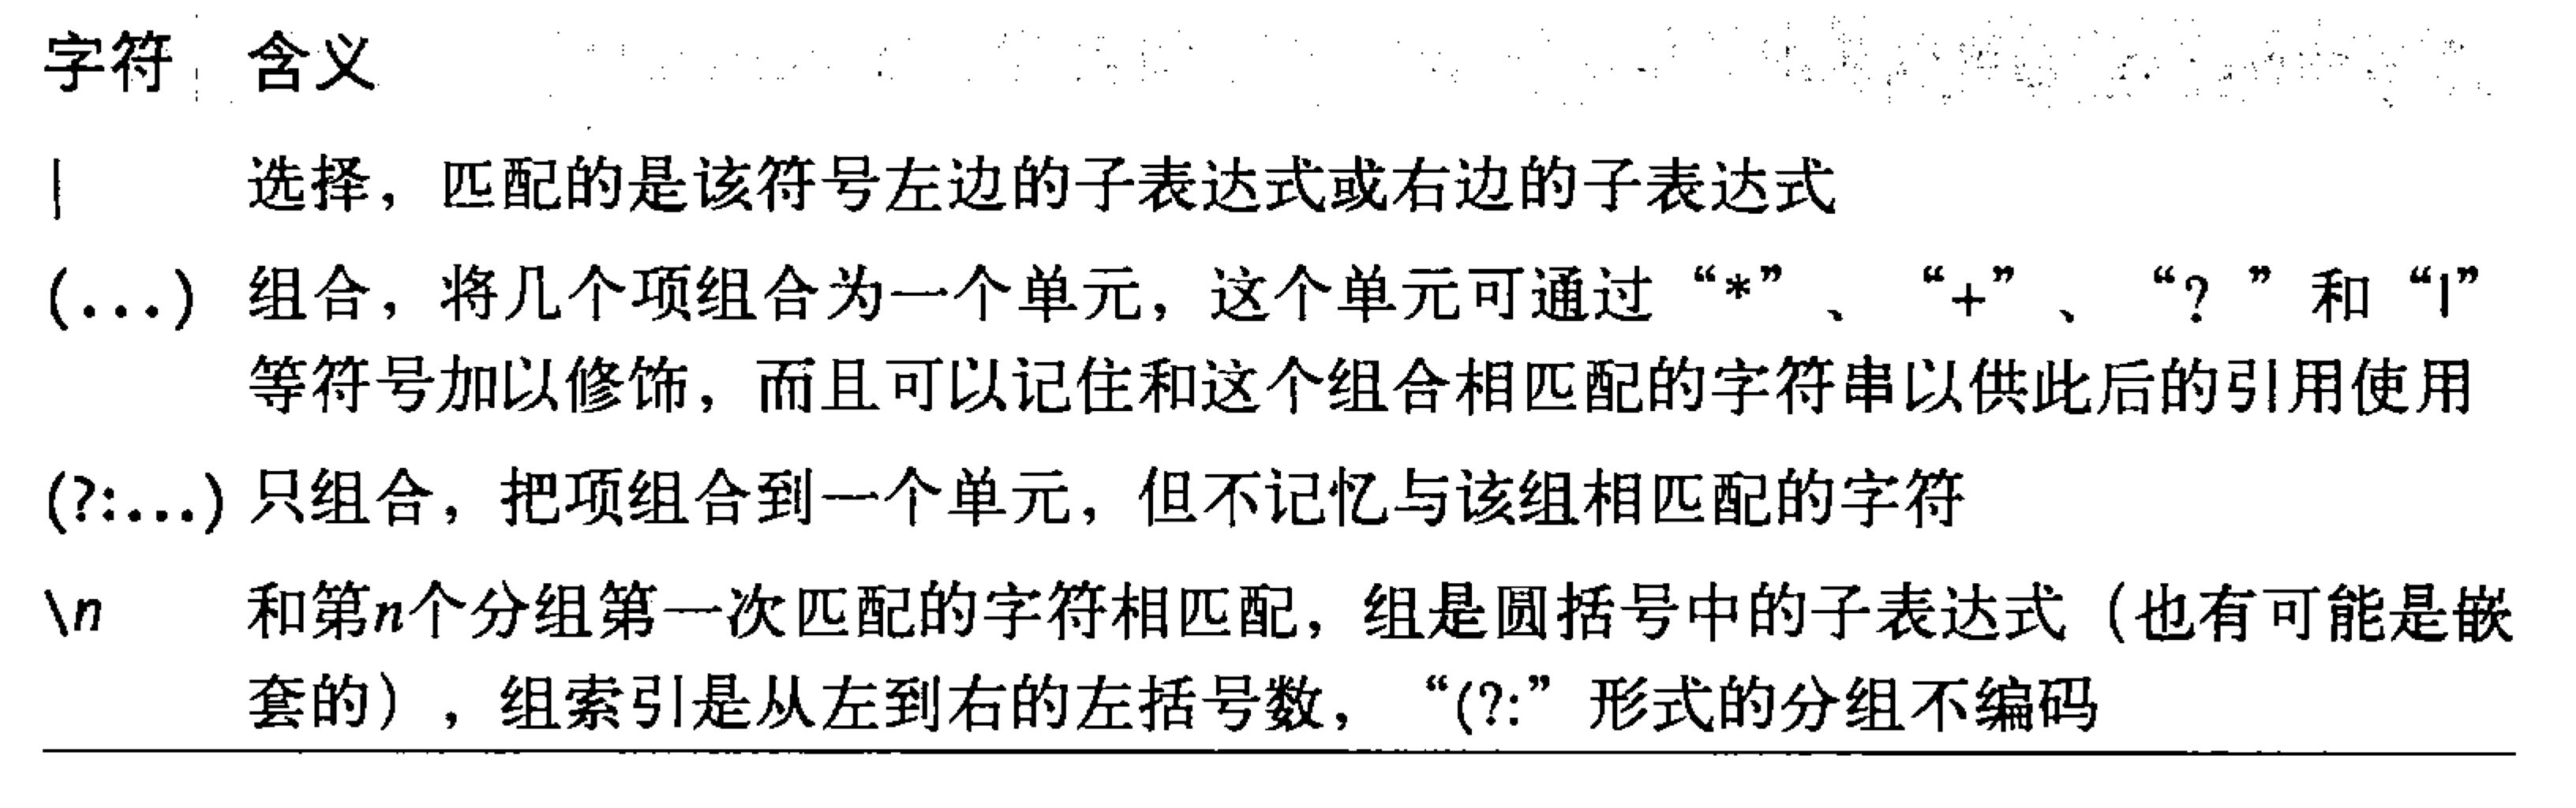 字符 含义
| 选择，匹配的是该符号左边的子表达式或右边的子表达式
(...) 组合，将几个项组合为一个单元，这个单元可通过“*”、“+”、“?”和“|”
等符号加以修饰，而且可以记住和这个组合相匹配的字符串以供此后的引用使用
(?:...) 只组合，把项组合到一个单元，但不记忆与该组相匹配的字符
\n 和第n个分组第一次匹配的字符相匹配，组是圆括号中的子表达式（也有可能是嵌
套的），组索引是从左到右的左括号数，“(?:”形式的分组不编码